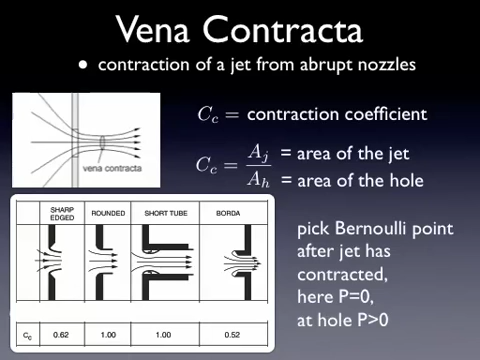 Vena Contracta
• contraction of a jet from abrupt nozzles
vena contracta
C_c = contraction coefficient
C_c = A_j / A_h
= area of the jet
= area of the hole
SHARP EDGED ROUNDED SHORT TUBE BORDA
C_c 0.62 1.00 1.00 0.52
pick Bernoulli point
after jet has
contracted,
here P=0,
at hole P>0